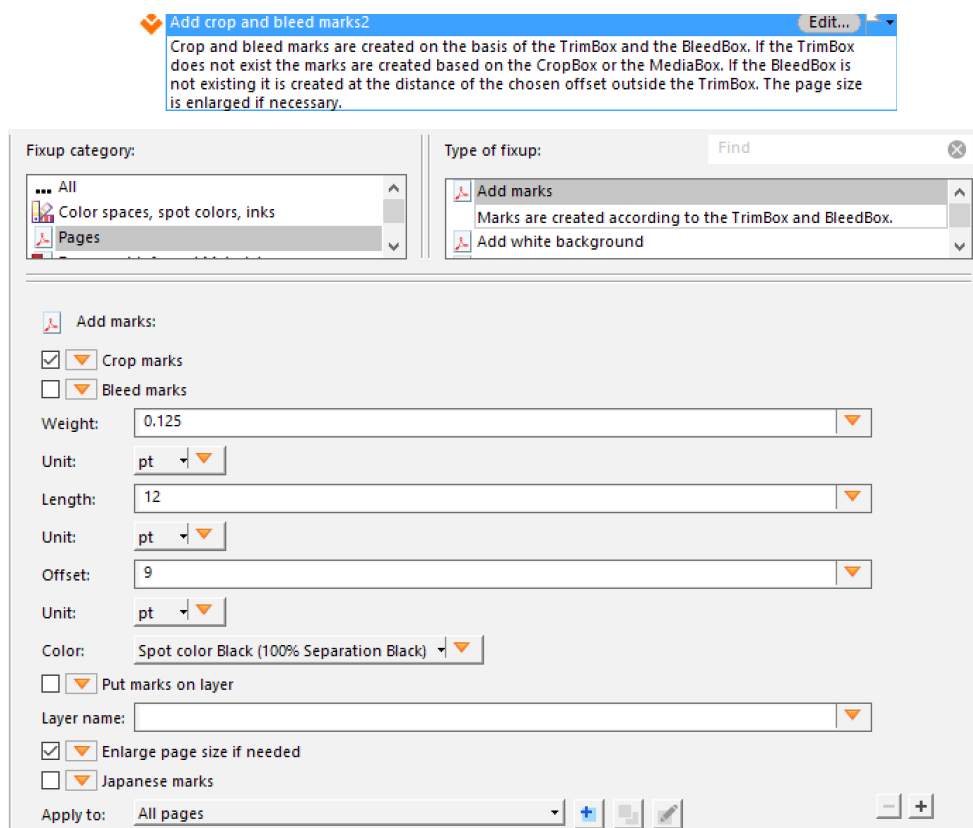 Add crop and bleed marks2 Edit...
Crop and bleed marks are created on the basis of the TrimBox and the BleedBox. If the TrimBox
does not exist the marks are created based on the CropBox or the MediaBox. If the BleedBox is
not existing it is created at the distance of the chosen offset outside the TrimBox. The page size
is enlarged if necessary.
Fixup category:
All
Color spaces, spot colors, inks
Pages
Type of fixup:
Find
Add marks
Marks are created according to the TrimBox and BleedBox.
Add white background
Add marks:
Crop marks
Bleed marks
Weight: 0.125
Unit: pt
Length: 12
Unit: pt
Offset: 9
Unit: pt
Color: Spot color Black (100% Separation Black)
Put marks on layer
Layer name:
Enlarge page size if needed
Japanese marks
Apply to: All pages